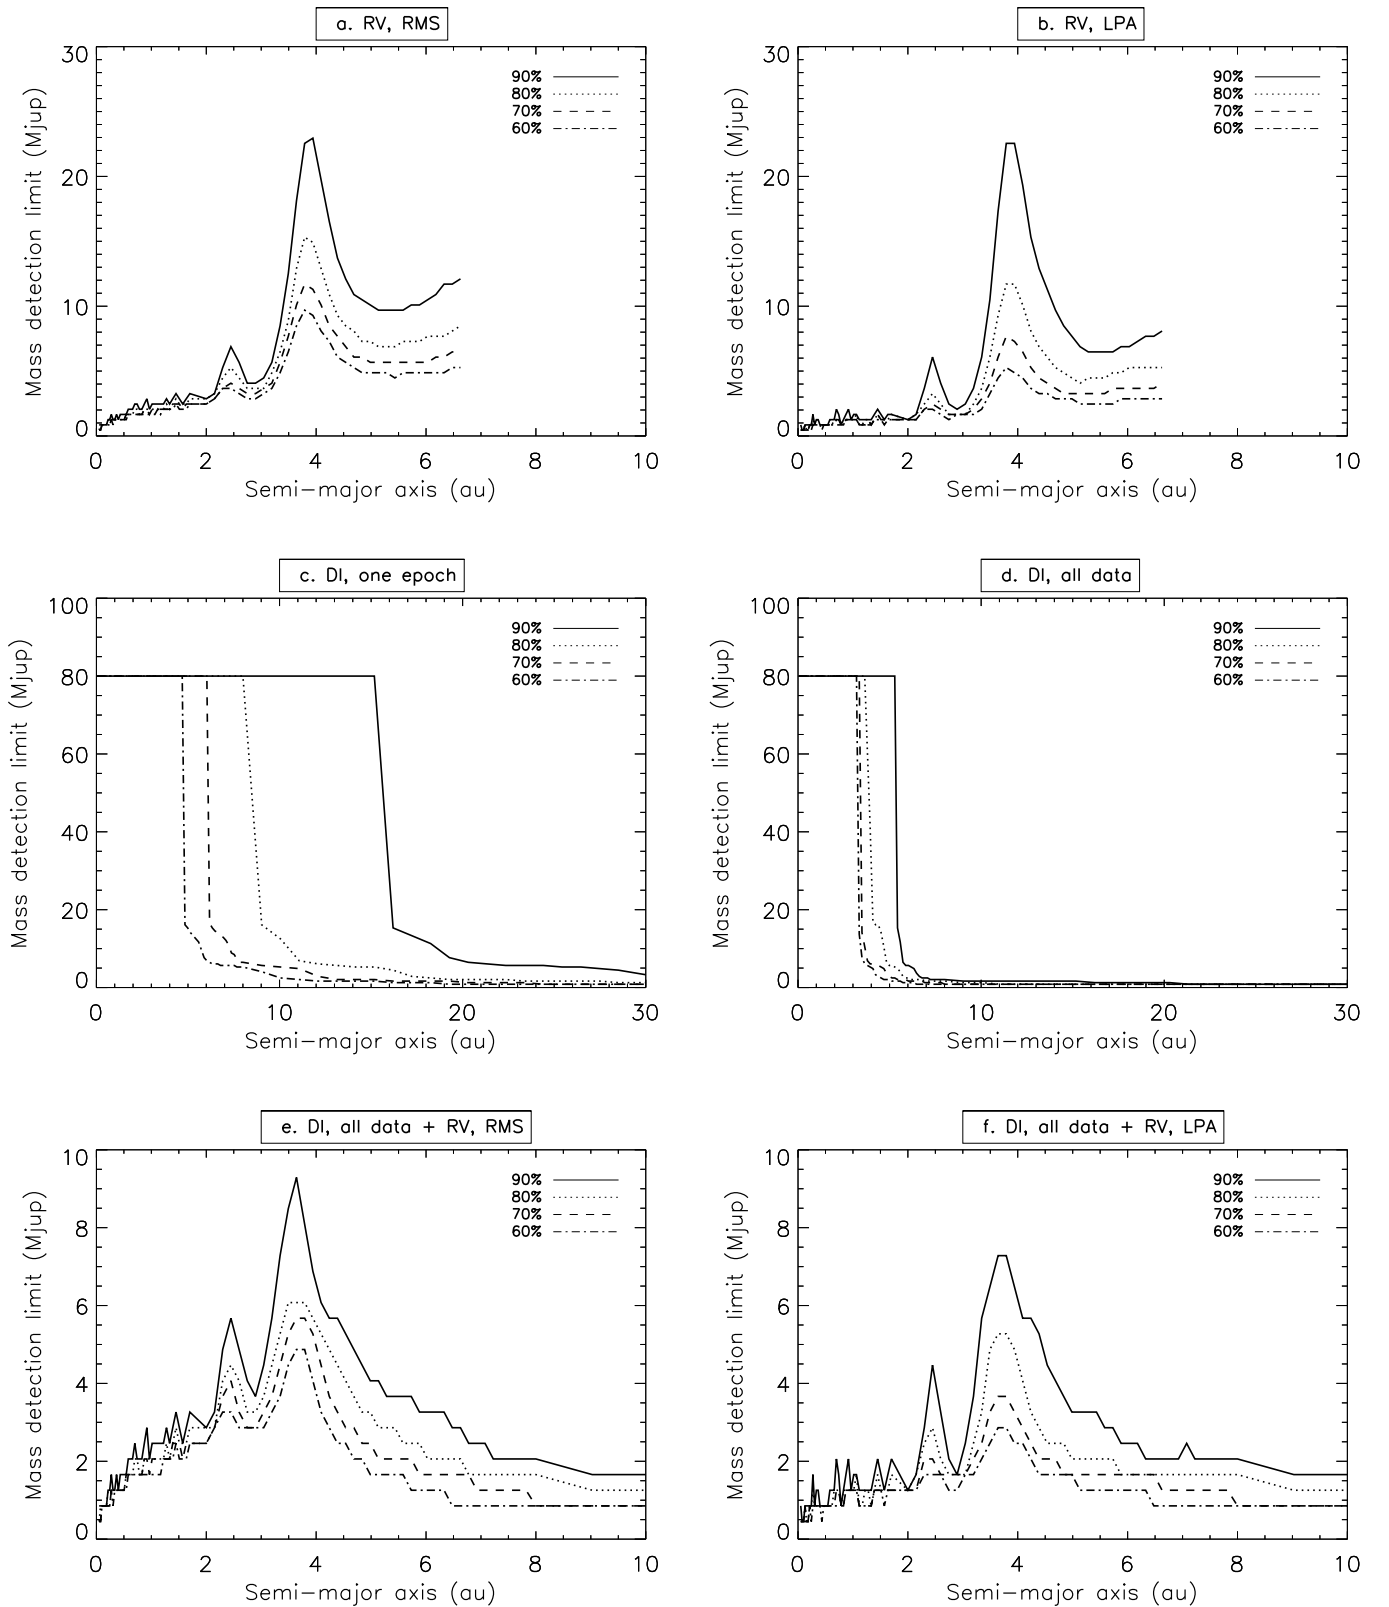 a. RV, RMS
30
20
10
0
90%
80%
70%
60%
0 2 4 6 8 10
Semi-major axis (au)
Mass detection limit (Mjup)
b. RV, LPA
30
20
10
0
90%
80%
70%
60%
0 2 4 6 8 10
Semi-major axis (au)
Mass detection limit (Mjup)
c. DI, one epoch
100
80
60
40
20
0
90%
80%
70%
60%
0 10 20 30
Semi-major axis (au)
Mass detection limit (Mjup)
d. DI, all data
100
80
60
40
20
0
90%
80%
70%
60%
0 10 20 30
Semi-major axis (au)
Mass detection limit (Mjup)
e. DI, all data + RV, RMS
10
8
6
4
2
0
90%
80%
70%
60%
0 2 4 6 8 10
Semi-major axis (au)
Mass detection limit (Mjup)
f. DI, all data + RV, LPA
10
8
6
4
2
0
90%
80%
70%
60%
0 2 4 6 8 10
Semi-major axis (au)
Mass detection limit (Mjup)